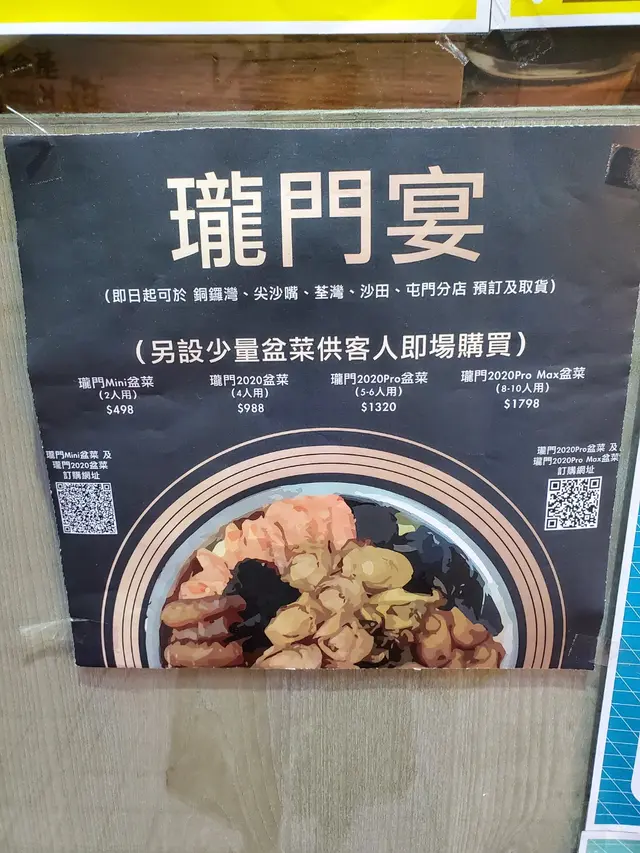 瓏門宴
（即日起可於 銅鑼灣、尖沙嘴、荃灣、沙田、屯門分店 預訂及取貨）
（另設少量盆菜供客人即場購買）
瓏門Mini盆菜
(2人用)
$498
瓏門2020盆菜
(4人用)
$988
瓏門2020Pro盆菜
(5-6人用)
$1320
瓏門2020Pro Max盆菜
(8-10人用)
$1798
瓏門Mini盆菜 及
瓏門2020盆菜
訂購網址
瓏門2020Pro盆菜 及
瓏門2020Pro Max盆菜
訂購網址